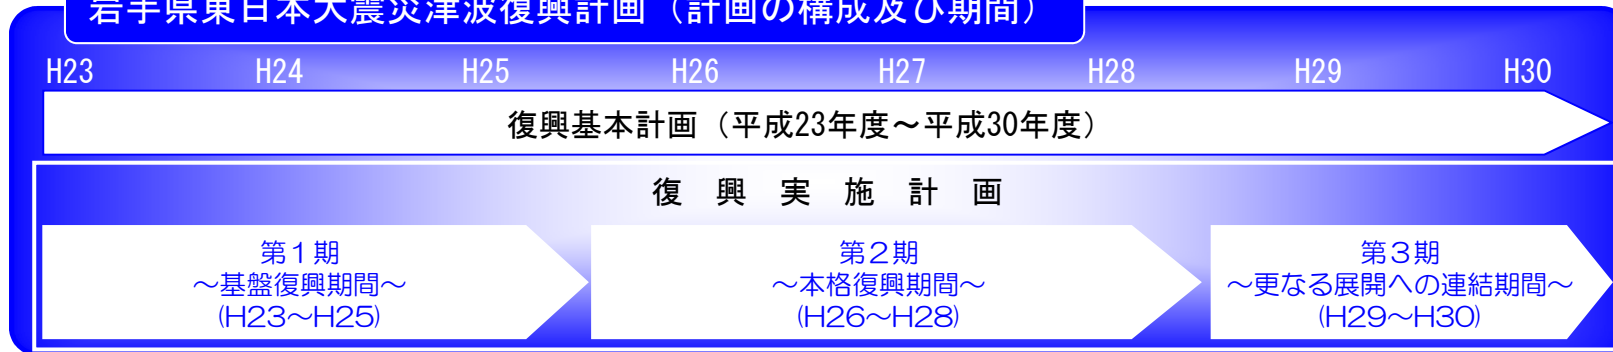 岩手県東日本大震災津波復興計画（計画の構成及び期間）
H23 H24 H25 H26 H27 H28 H29 H30
復興基本計画（平成23年度～平成30年度）
復興実施計画
第１期
～基盤復興期間～
(H23～H25)
第２期
～本格復興期間～
(H26～H28)
第３期
～更なる展開への連結期間～
(H29～H30)